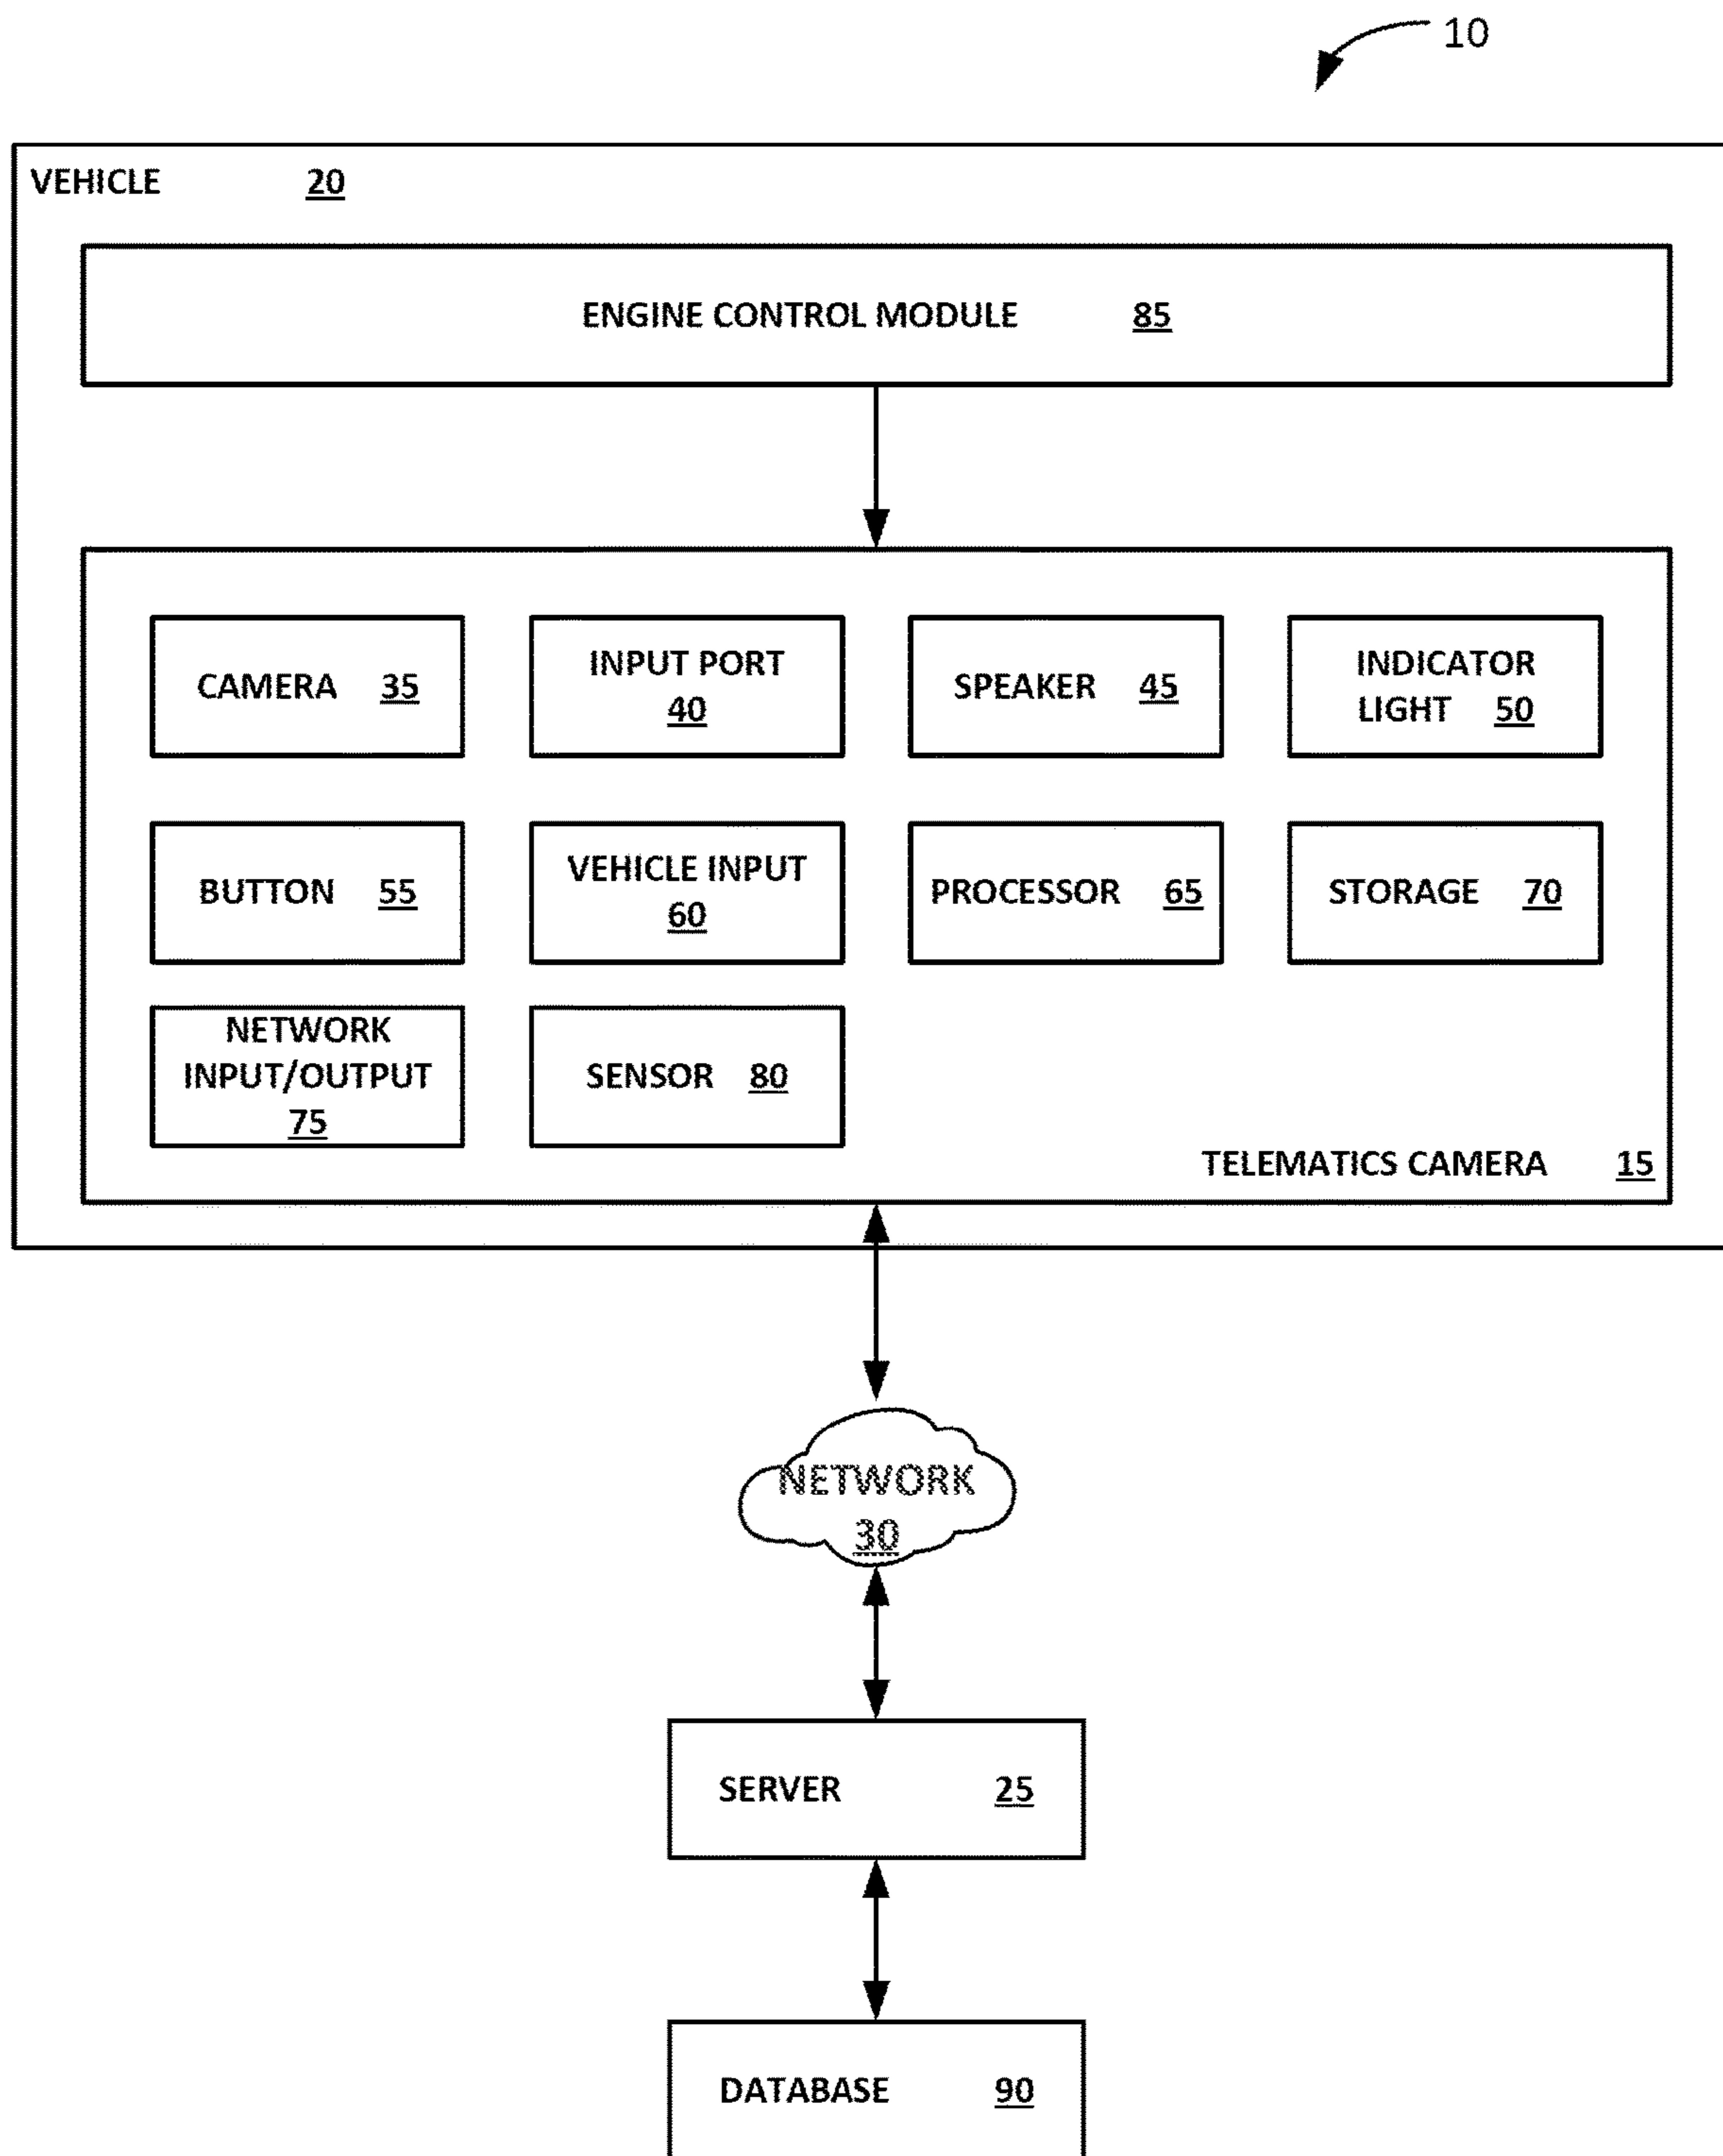 10
VEHICLE 20
ENGINE CONTROL MODULE 85
CAMERA 35
INPUT PORT
40
SPEAKER 45
INDICATOR
LIGHT 50
BUTTON 55
VEHICLE INPUT
60
PROCESSOR 65
STORAGE 70
NETWORK
INPUT/OUTPUT
75
SENSOR 80
TELEMATICS CAMERA 15
NETWORK
30
SERVER 25
DATABASE 90